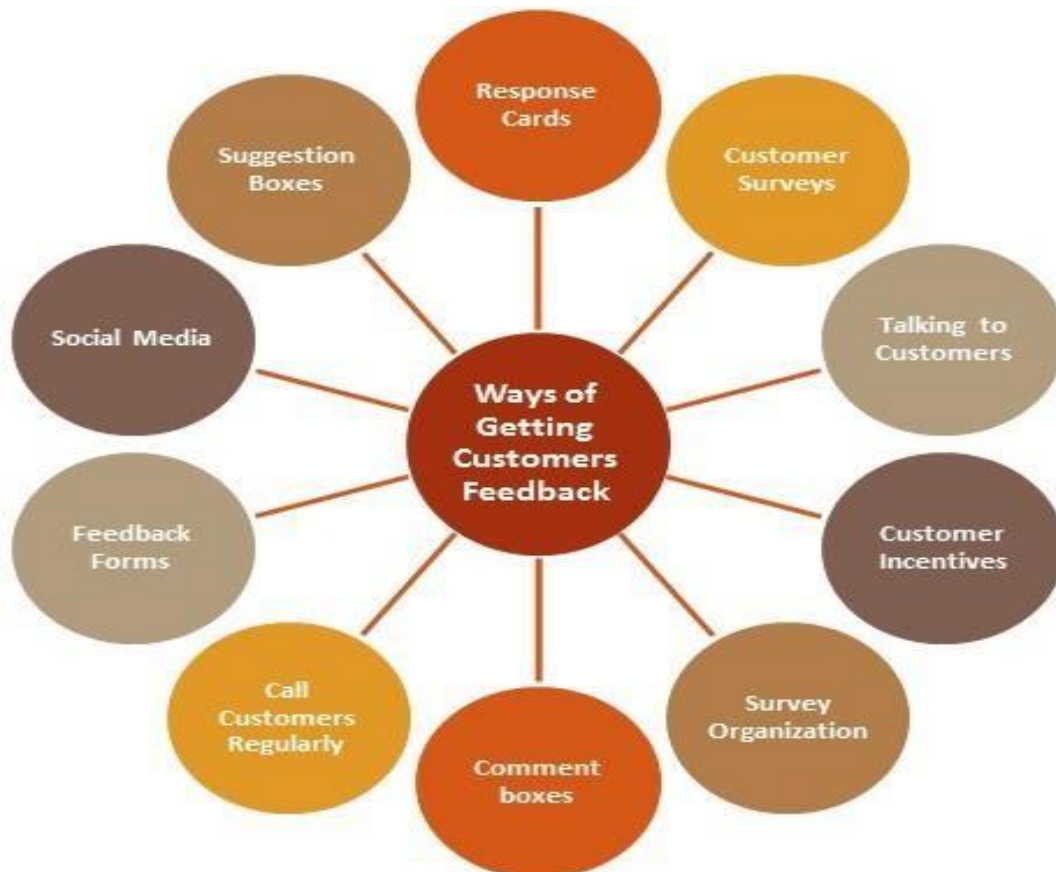 Ways of
Getting
Customers
Feedback
Response
Cards
Customer
Surveys
Talking to
Customers
Customer
Incentives
Survey
Organization
Comment
boxes
Call
Customers
Regularly
Feedback
Forms
Social Media
Suggestion
Boxes